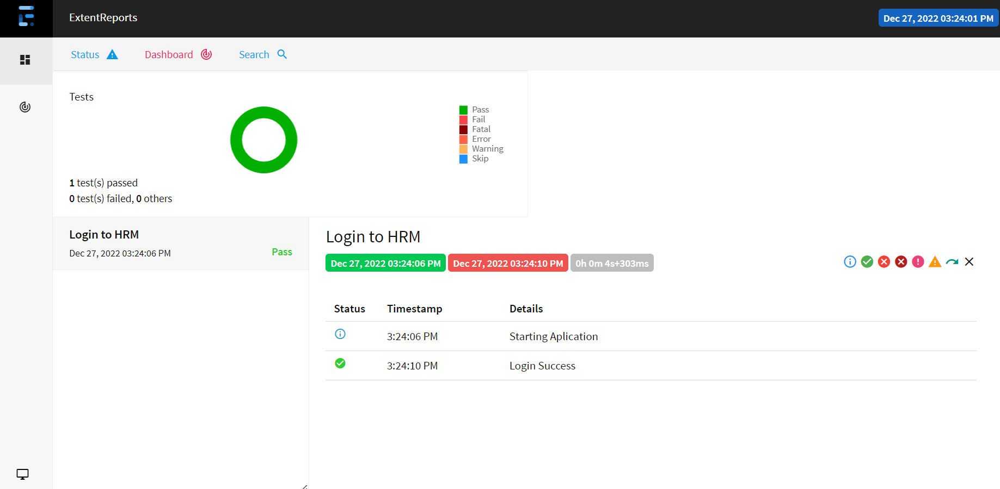 ExtentReports
Dec 27, 2022 03:24:01 PM
Status
Dashboard
Search
Tests
Pass
Fail
Fatal
Error
Warning
Skip
1 test(s) passed
0 test(s) failed, 0 others
Login to HRM
Dec 27, 2022 03:24:06 PM
Pass
Login to HRM
Dec 27, 2022 03:24:06 PM Dec 27, 2022 03:24:10 PM 0h 0m 4s+303ms
Status Timestamp Details
3:24:06 PM Starting Aplication
3:24:10 PM Login Success